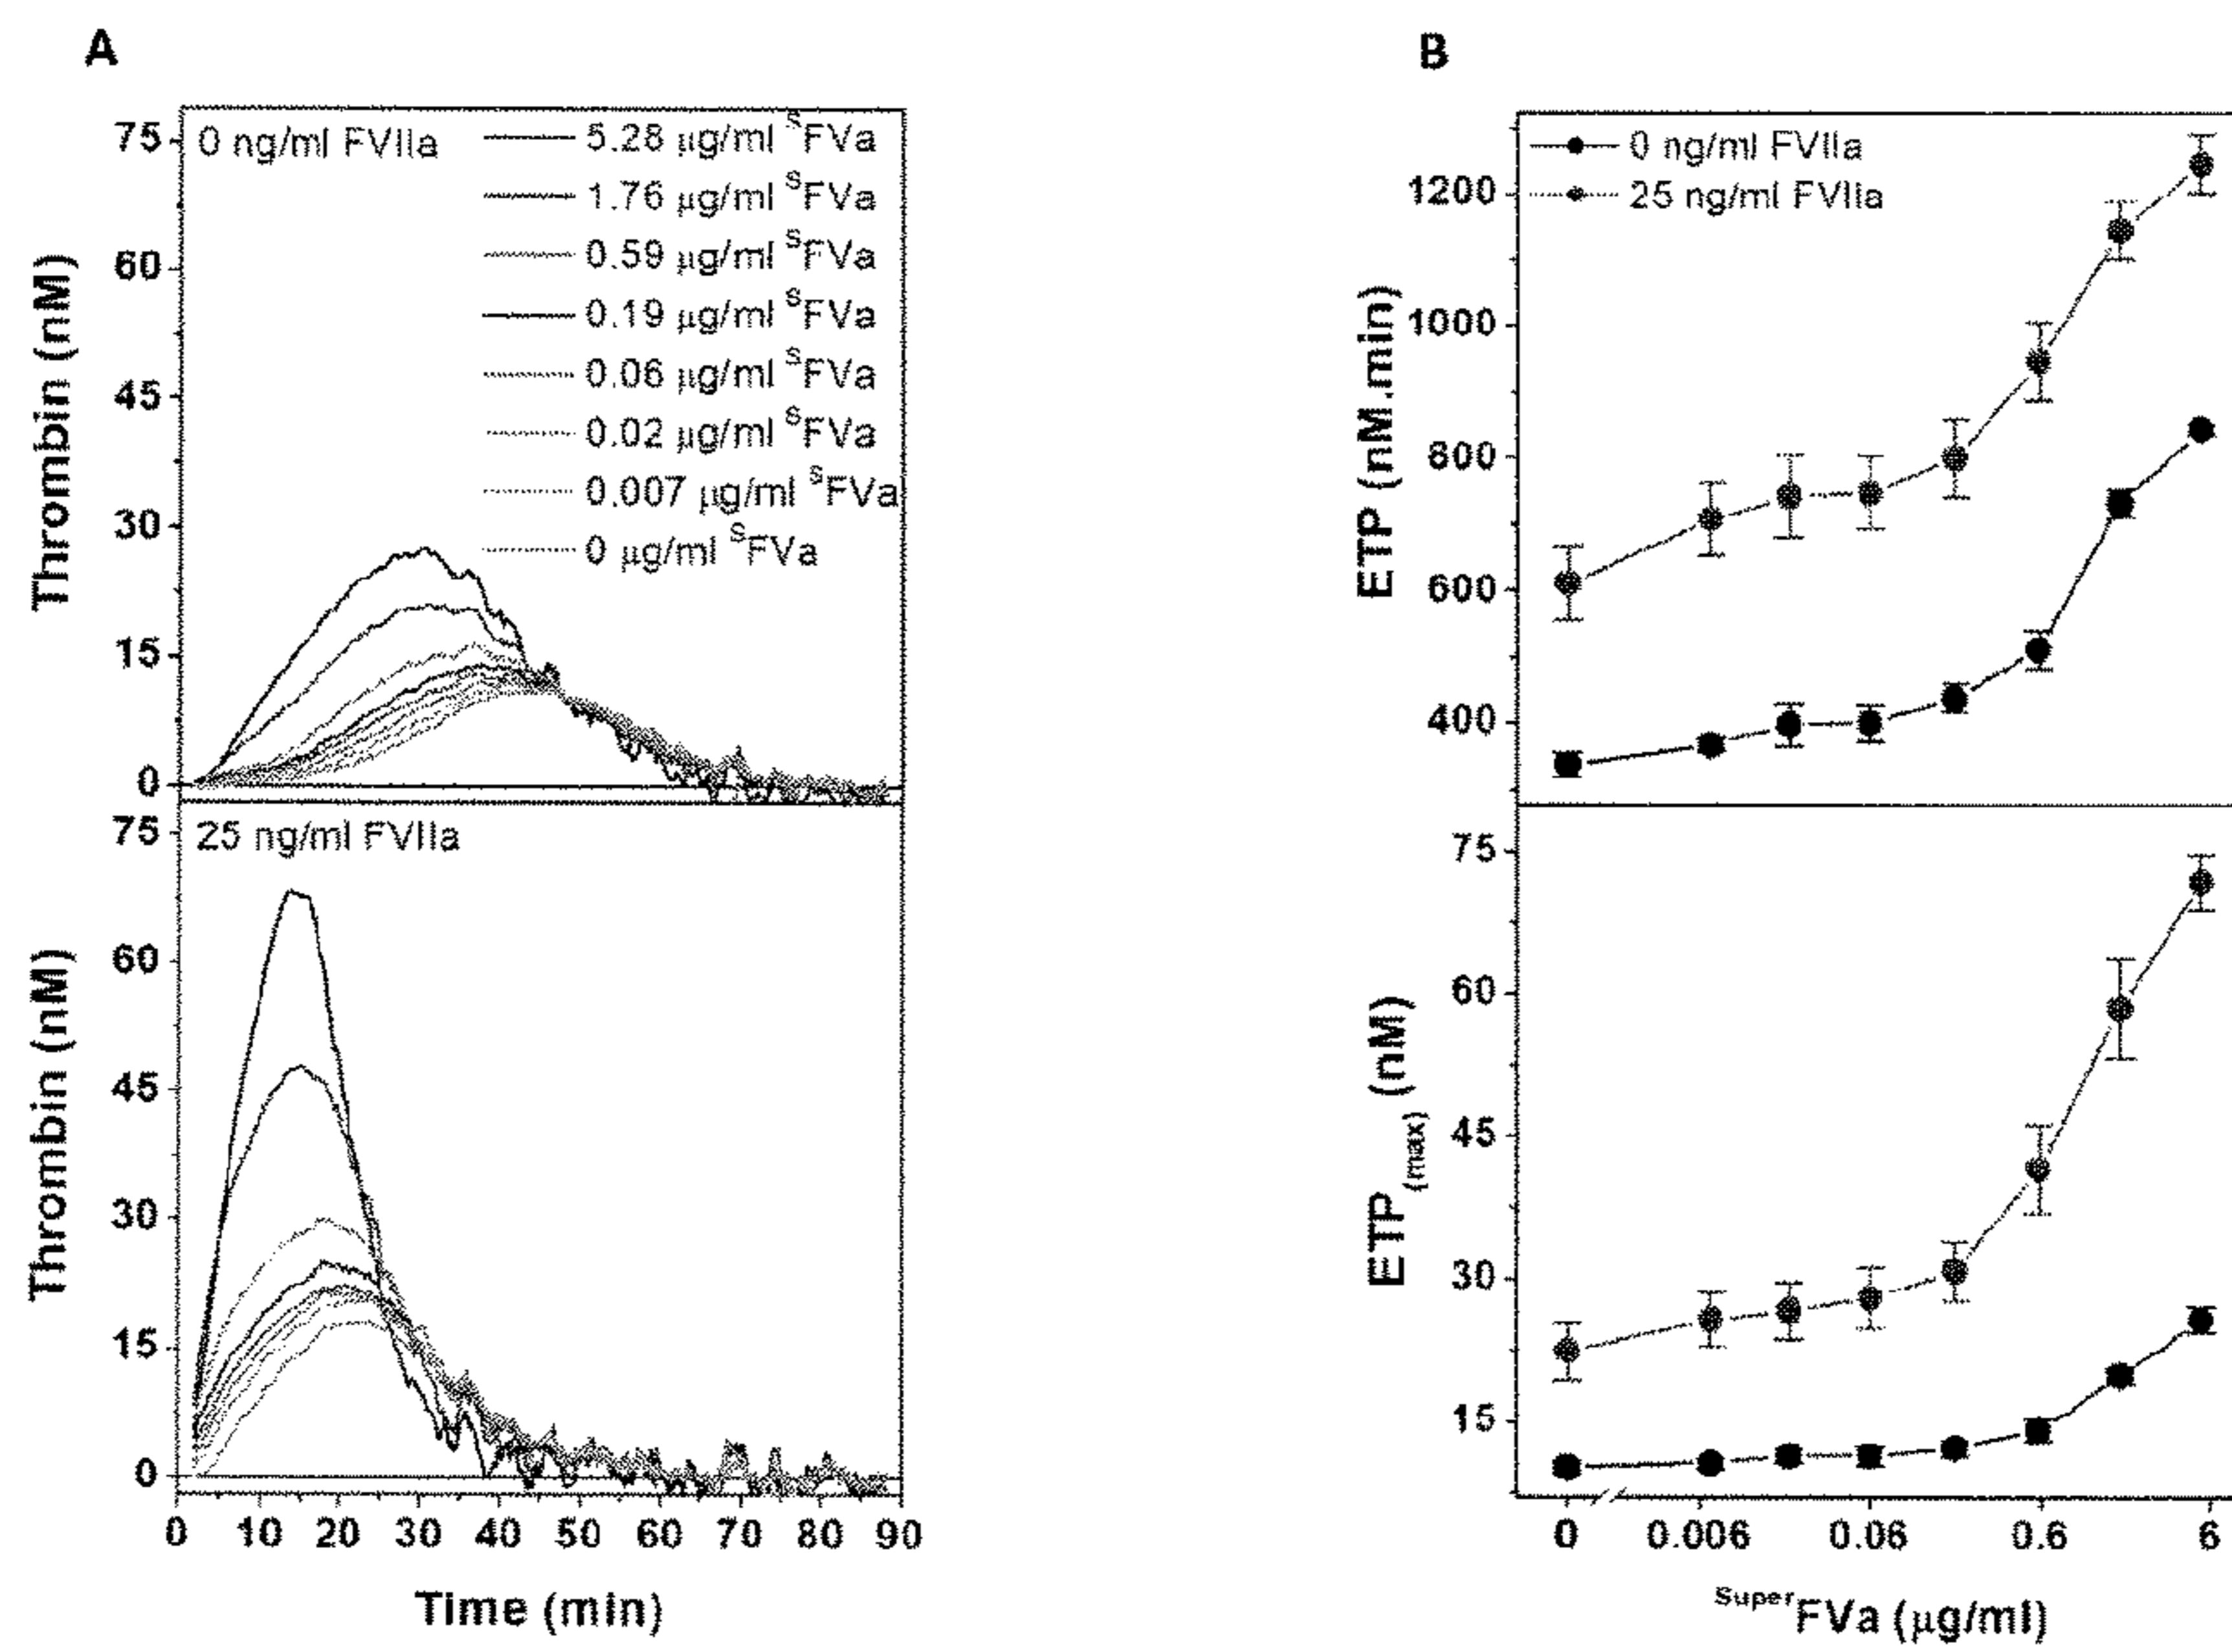 A
75
60
45
30
15
0
Thrombin (nM)
0 ng/ml FVIIa
5.28 µg/ml SFVa
1.76 µg/ml SFVa
0.59 µg/ml SFVa
0.19 µg/ml SFVa
0.06 µg/ml SFVa
0.02 µg/ml SFVa
0.007 µg/ml SFVa
0 µg/ml SFVa
75
60
45
30
15
0
Thrombin (nM)
25 ng/ml FVIIa
0 10 20 30 40 50 60 70 80 90
Time (min)
B
0 ng/ml FVIIa
25 ng/ml FVIIa
1200
1000
800
600
400
ETP (nM.min)
75
60
45
30
15
ETP(max) (nM)
0 0.006 0.06 0.6 6
SuperFVa (µg/ml)